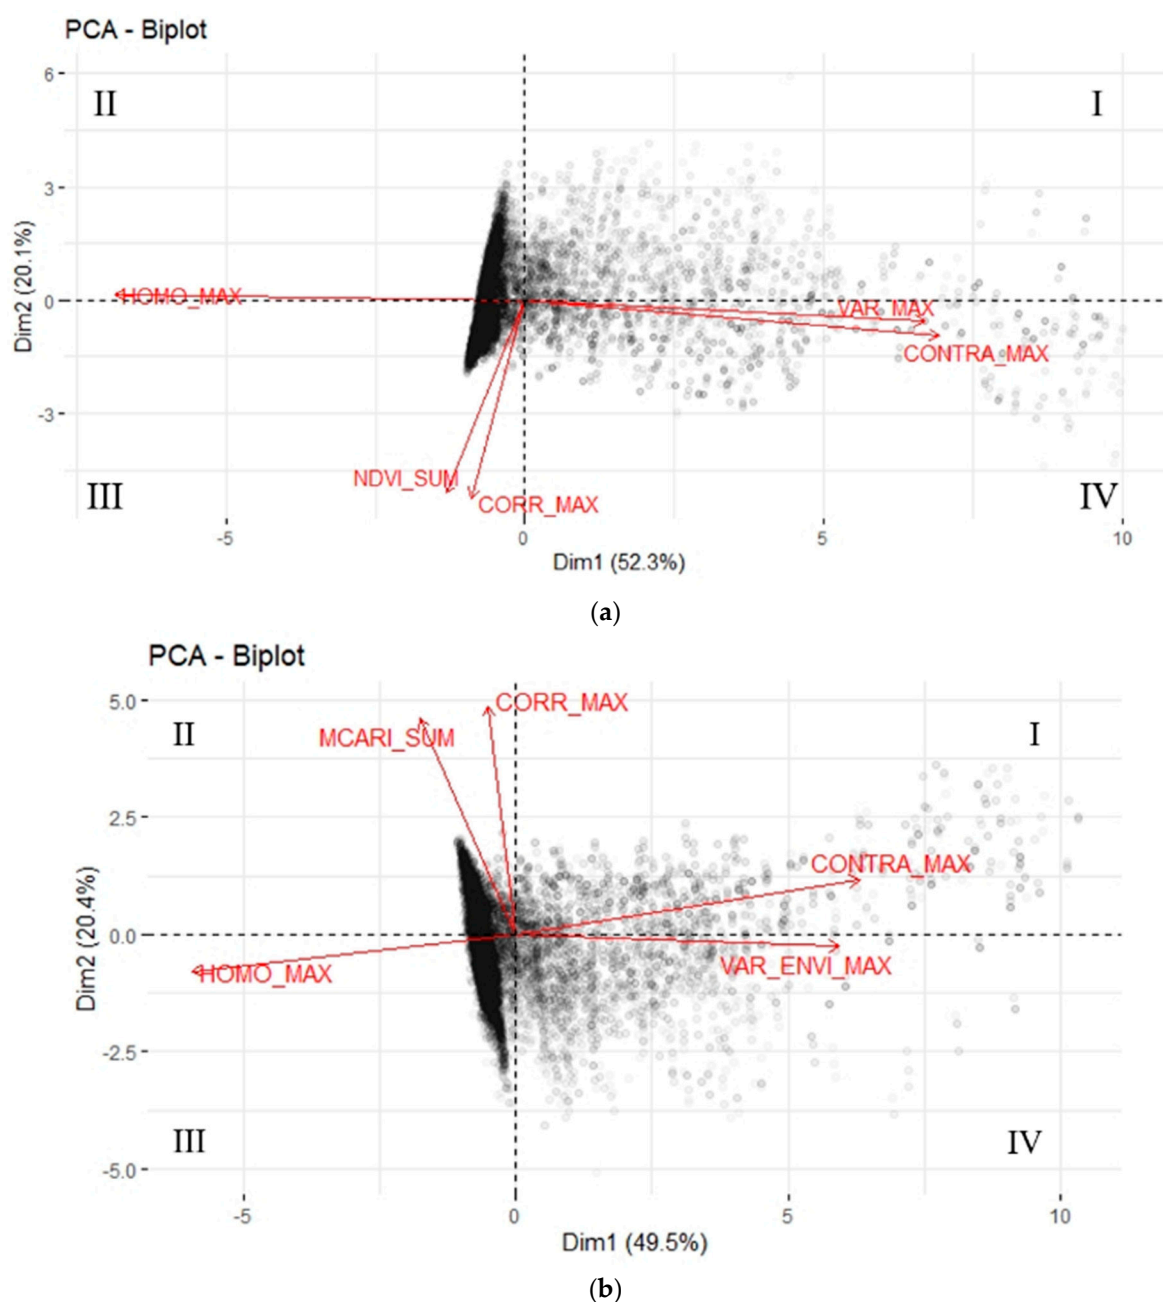 PCA - Biplot
6
II
I
3
Dim2 (20.1%)
HOMO_MAX
0
VAR_MAX
CONTRA_MAX
-3
NDVI_SUM
CORR_MAX
III
IV
-5
0
5
10
Dim1 (52.3%)
(a)
PCA - Biplot
5.0
CORR_MAX
II
MCARI_SUM
I
2.5
CONTRA_MAX
Dim2 (20.4%)
0.0
HOMO_MAX
VAR_ENVI_MAX
-2.5
III
IV
-5.0
-5
0
5
10
Dim1 (49.5%)
(b)